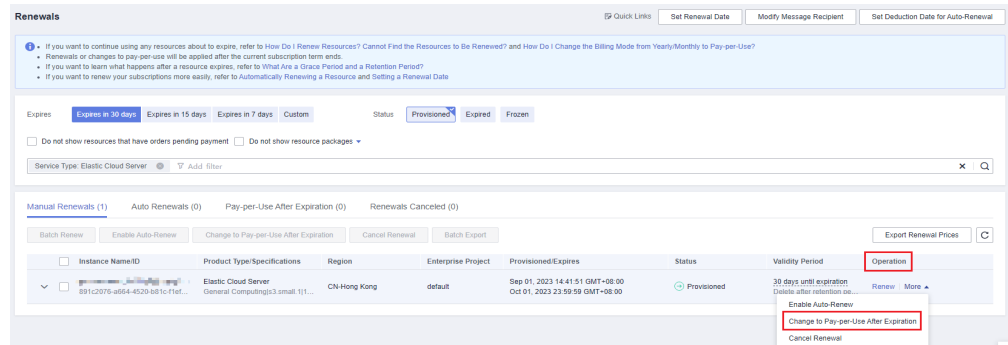 Renewals
Quick Links
Set Renewal Date
Modify Message Recipient
Set Deduction Date for Auto-Renewal
If you want to continue using any resources about to expire, refer to How Do I Renew Resources? Cannot Find the Resources to Be Renewed? and How Do I Change the Billing Mode from Yearly/Monthly to Pay-per-Use?
Renewals or changes to pay-per-use will be applied after the current subscription term ends.
If you want to learn what happens after a resource expires, refer to What Are a Grace Period and a Retention Period?
If you want to renew your subscriptions more easily, refer to Automatically Renewing a Resource and Setting a Renewal Date
Expires Expires in 30 days Expires in 15 days Expires in 7 days Custom Status Provisioned Expired Frozen
Do not show resources that have orders pending payment Do not show resource packages
Service Type: Elastic Cloud Server Add filter
Manual Renewals (1) Auto Renewals (0) Pay-per-Use After Expiration (0) Renewals Canceled (0)
Batch Renew Enable Auto-Renew Change to Pay-per-Use After Expiration Cancel Renewal Batch Export Export Renewal Prices
Instance Name/ID Product Type/Specifications Region Enterprise Project Provisioned/Expires Status Validity Period Operation
Elastic Cloud Server Sep 01, 2023 14:41:51 GMT+08:00 30 days until expiration
CN-Hong Kong default Provisioned Renew More
891c2076-a664-4520-b81c-f1ef... General Computing|s3.small.1|1... Oct 01, 2023 23:59:59 GMT+08:00 Delete after retention pe...
Enable Auto-Renew
Change to Pay-per-Use After Expiration
Cancel Renewal